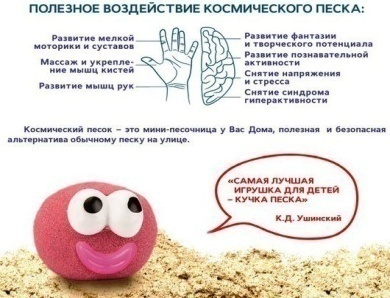 ПОЛЕЗНОЕ ВОЗДЕЙСТВИЕ КОСМИЧЕСКОГО ПЕСКА:
Развитие мелкой
моторики и суставов
Массаж и укрепле-
ние мышц кистей
Развитие мышц рук
Развитие фантазии
и творческого потенциала
Развитие познавательной
активности
Снятие напряжения
и стресса
Снятие синдрома
гиперактивности
Космический песок – это мини-песочница у Вас Дома, полезная и безопасная
альтернатива обычному песку на улице.
«САМАЯ ЛУЧШАЯ
ИГРУШКА ДЛЯ ДЕТЕЙ
– КУЧКА ПЕСКА»
К.Д. Ушинский